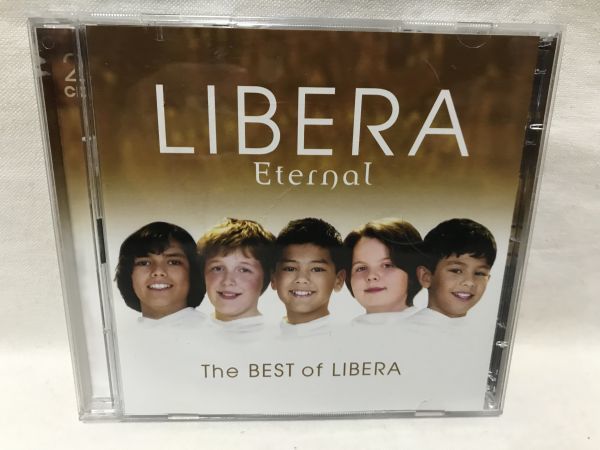 LIBERA
Eternal
The BEST of LIBERA